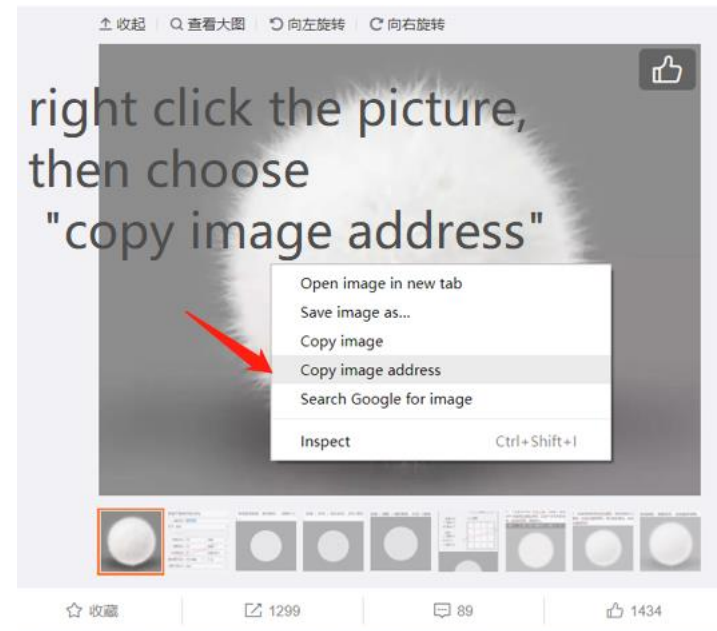 收起 查看大图 向左旋转 向右旋转
right click the picture,
then choose
"copy image address"
Open image in new tab
Save image as...
Copy image
Copy image address
Search Google for image
Inspect Ctrl+Shift+I
收藏 1299 89 1434